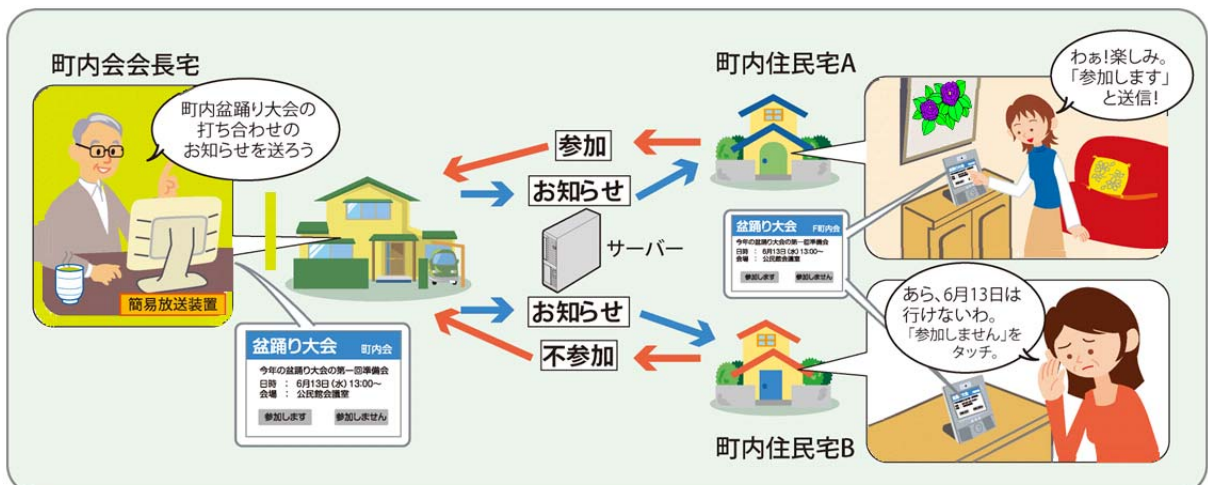 町内会会長宅
町内盆踊り大会の
打ち合わせの
お知らせを送ろう
簡易放送装置
盆踊り大会 町内会
今年の盆踊り大会の第一回準備会
日時 : 6月13日(水)13:00～
会場 : 公民館会議室
参加します 参加しません
参加
お知らせ
サーバー
お知らせ
不参加
町内住民宅A
わぁ!楽しみ。
「参加します」
と送信!
盆踊り大会 F町内会
今年の盆踊り大会の第一回準備会
日時 : 6月13日(水)13:00～
会場 : 公民館会議室
参加します 参加しません
あら、6月13日は
行けないわ。
「参加しません」を
タッチ。
町内住民宅B